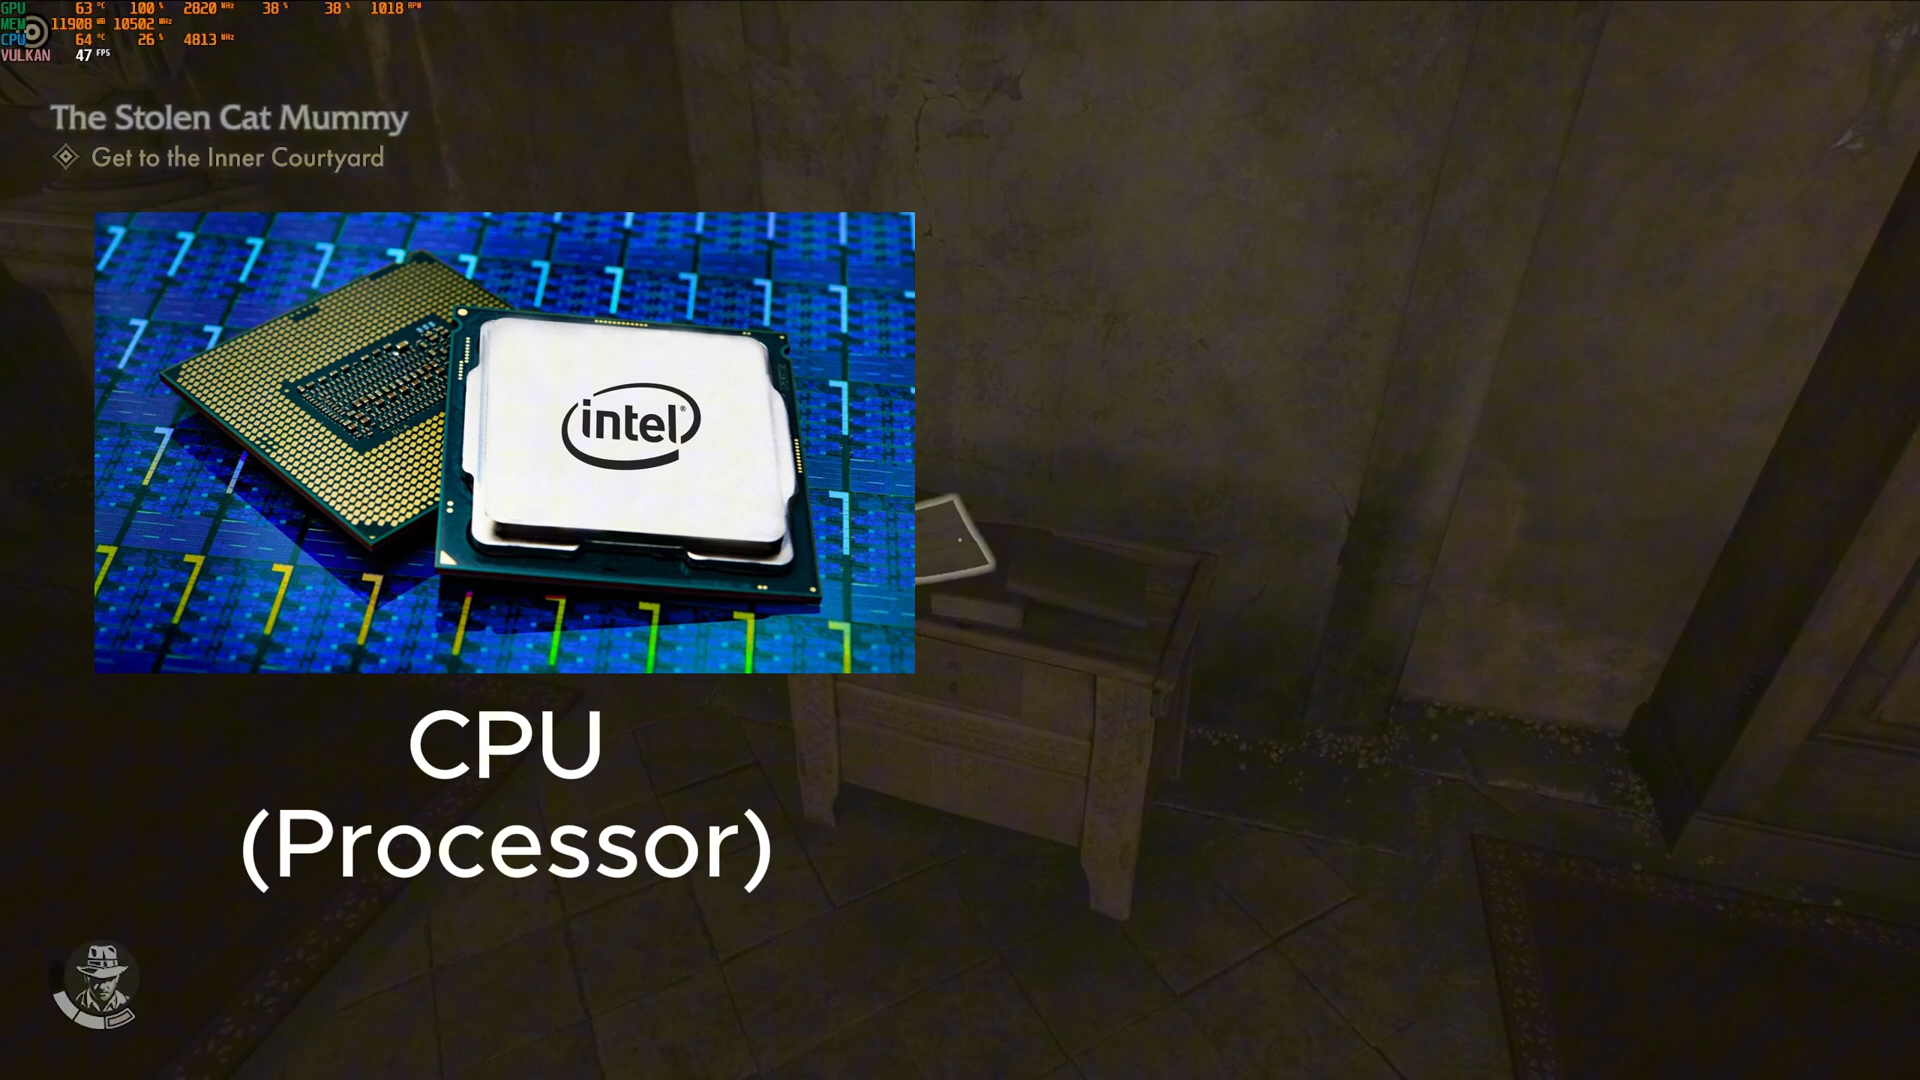 GPU 63 °C 100 % 2820 MHz 38 % 38 % 1018 RPM
MEM 11908 MB 10502 MHz
CPU 64 °C 26 % 4813 MHz
VULKAN 47 FPS
The Stolen Cat Mummy
Get to the Inner Courtyard
intel®
CPU
(Processor)